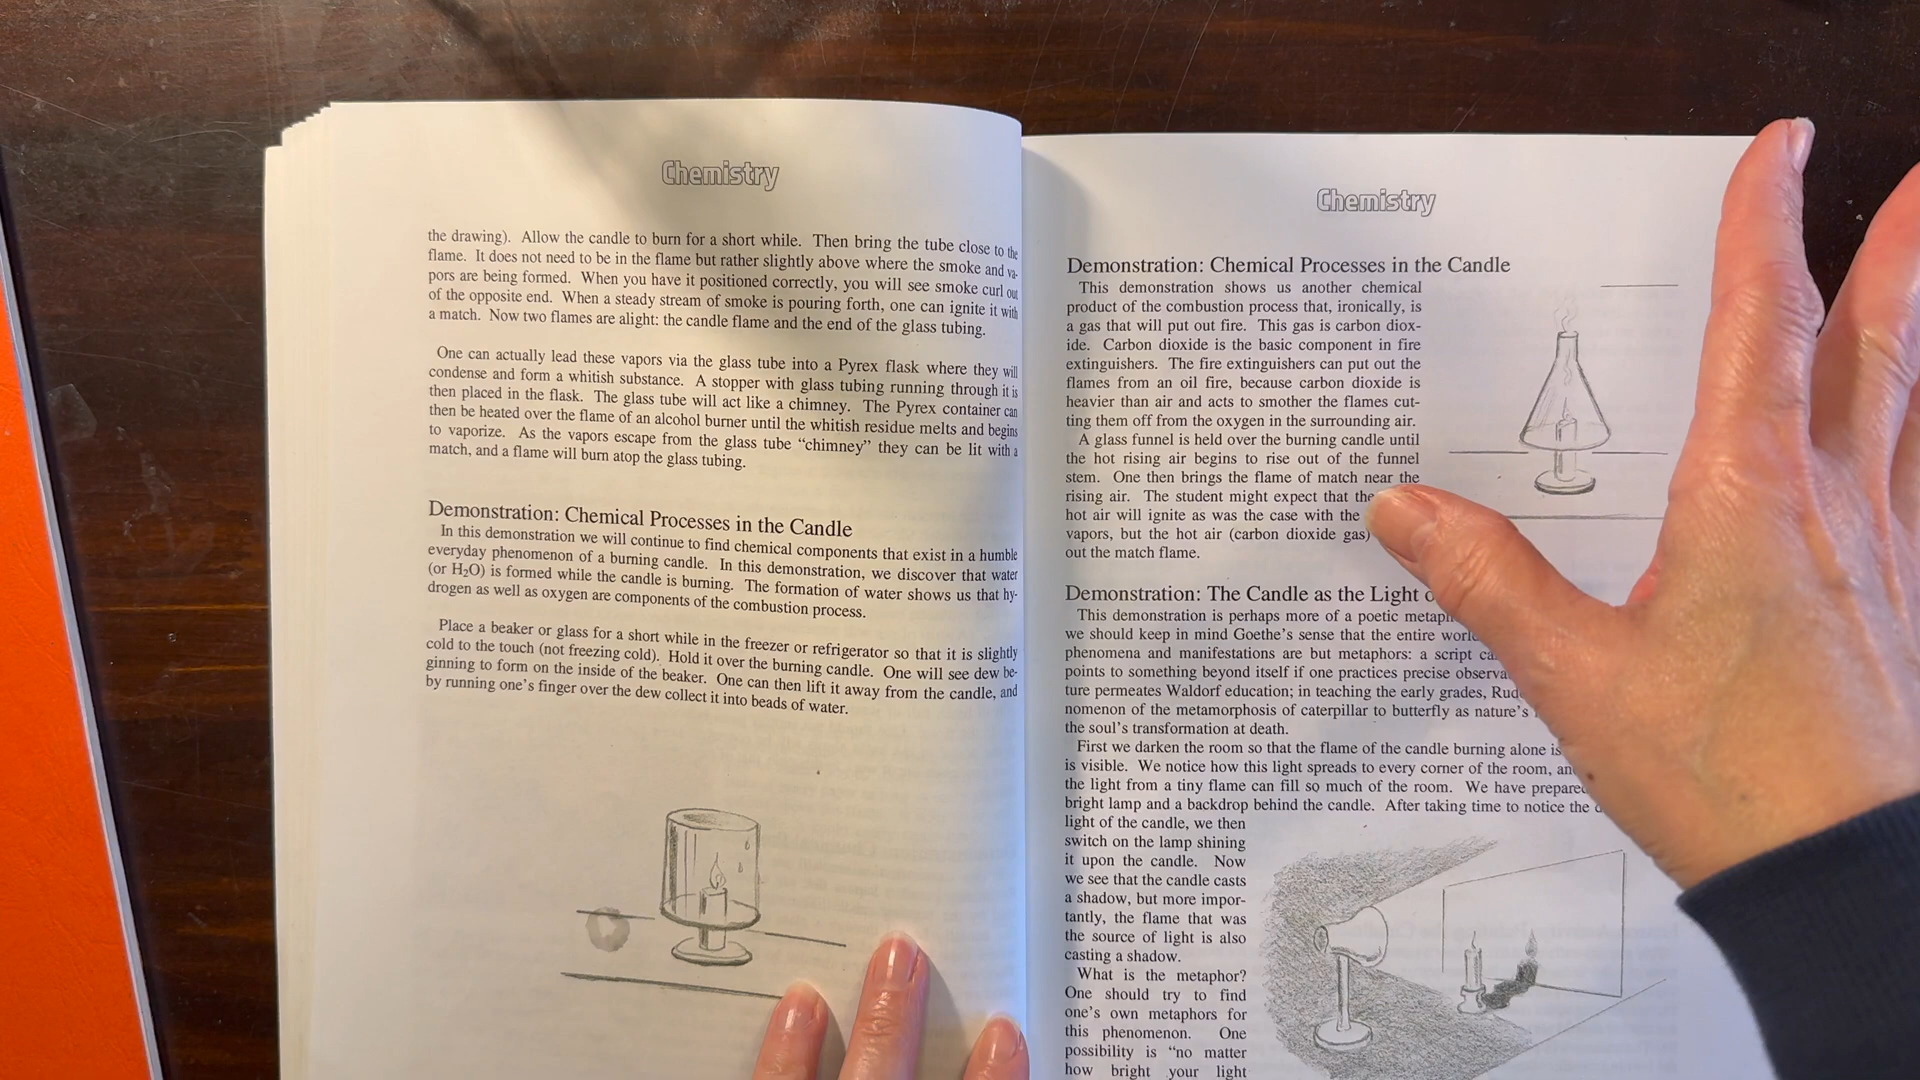 Chemistry
the drawing). Allow the candle to burn for a short while. Then bring the tube close to the
flame. It does not need to be in the flame but rather slightly above where the smoke and va-
pors are being formed. When you have it positioned correctly, you will see smoke curl out
of the opposite end. When a steady stream of smoke is pouring forth, one can ignite it with
a match. Now two flames are alight: the candle flame and the end of the glass tubing.
One can actually lead these vapors via the glass tube into a Pyrex flask where they will
condense and form a whitish substance. A stopper with glass tubing running through it is
then placed in the flask. The glass tube will act like a chimney. The Pyrex container can
then be heated over the flame of an alcohol burner until the whitish residue melts and begins
to vaporize. As the vapors escape from the glass tube “chimney” they can be lit with a
match, and a flame will burn atop the glass tubing.
Demonstration: Chemical Processes in the Candle
In this demonstration we will continue to find chemical components that exist in a humble
everyday phenomenon of a burning candle. In this demonstration, we discover that water
(or H₂O) is formed while the candle is burning. The formation of water shows us that hy-
drogen as well as oxygen are components of the combustion process.
Place a beaker or glass for a short while in the freezer or refrigerator so that it is slightly
cold to the touch (not freezing cold). Hold it over the burning candle. One will see dew be-
ginning to form on the inside of the beaker. One can then lift it away from the candle, and
by running one’s finger over the dew collect it into beads of water.
Chemistry
Demonstration: Chemical Processes in the Candle
This demonstration shows us another chemical
product of the combustion process that, ironically, is
a gas that will put out fire. This gas is carbon diox-
ide. Carbon dioxide is the basic component in fire
extinguishers. The fire extinguishers can put out the
flames from an oil fire, because carbon dioxide is
heavier than air and acts to smother the flames cut-
ting them off from the oxygen in the surrounding air.
A glass funnel is held over the burning candle until
the hot rising air begins to rise out of the funnel
stem. One then brings the flame of match near the
rising air. The student might expect that the
hot air will ignite as was the case with the
vapors, but the hot air (carbon dioxide gas)
out the match flame.
Demonstration: The Candle as the Light
This demonstration is perhaps more of a poetic
we should keep in mind Goethe’s sense that the entire
phenomena and manifestations are but metaphors: a script
points to something beyond itself if one practices precise
ture permeates Waldorf education; in teaching the early grades,
nomenon of the metamorphosis of caterpillar to butterfly as nature’s
the soul’s transformation at death.
First we darken the room so that the flame of the candle burning alone is
is visible. We notice how this light spreads to every corner of the room,
the light from a tiny flame can fill so much of the room. We have
bright lamp and a backdrop behind the candle. After taking time to notice the
light of the candle, we then
switch on the lamp shining
it upon the candle. Now
we see that the candle casts
a shadow, but more impor-
tantly, the flame that was
the source of light is also
casting a shadow.
What is the metaphor?
One should try to find
one’s own metaphors for
this phenomenon. One
possibility is “no matter
how bright your light